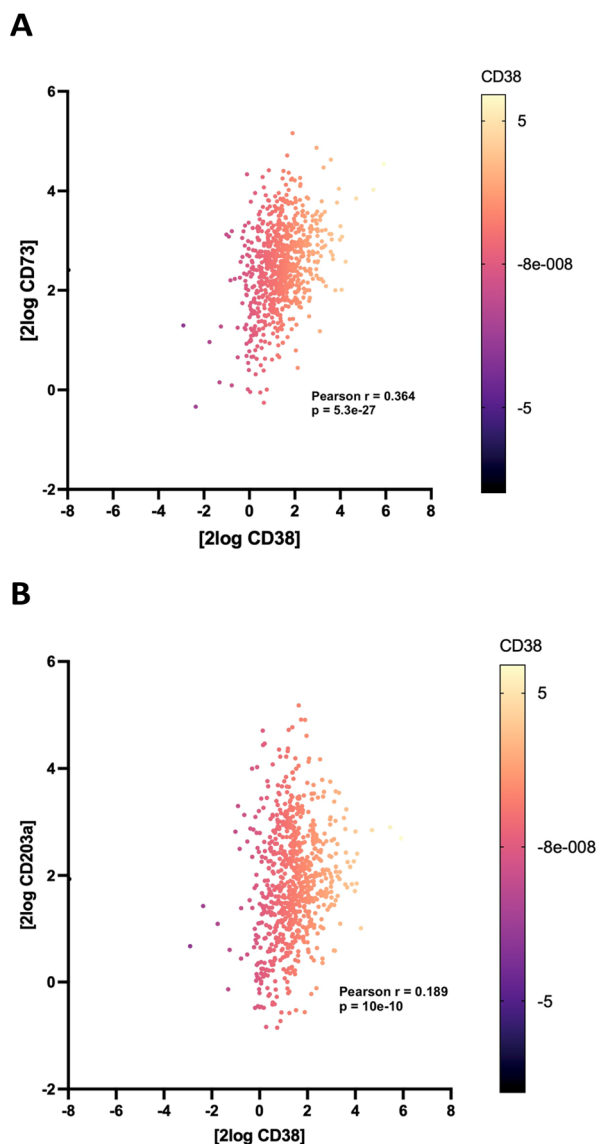 A
CD38
6
4
2
0
-2
[2log CD73]
5
-8e-008
-5
Pearson r = 0.364
p = 5.3e-27
-8 -6 -4 -2 0 2 4 6 8
[2log CD38]
B
CD38
6
4
2
0
-2
[2log CD203a]
5
-8e-008
-5
Pearson r = 0.189
p = 10e-10
-8 -6 -4 -2 0 2 4 6 8
[2log CD38]